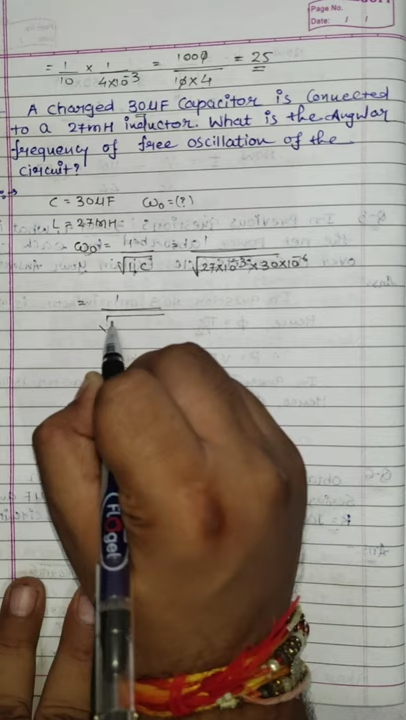 Page No.
Date: / /
= 1/10 × 1/4×10⁻³ = 1000/10×4 = 25
A charged 30μF Capacitor is Connected
to a 27mH inductor. What is the Angular
frequency of free oscillation of the
Circuit?
C = 30μF ω₀ = (?)
L = 27mH
ω₀ = 1/√LC = 1/√27×10⁻³×30×10⁻⁶
= 1/√
Flogel